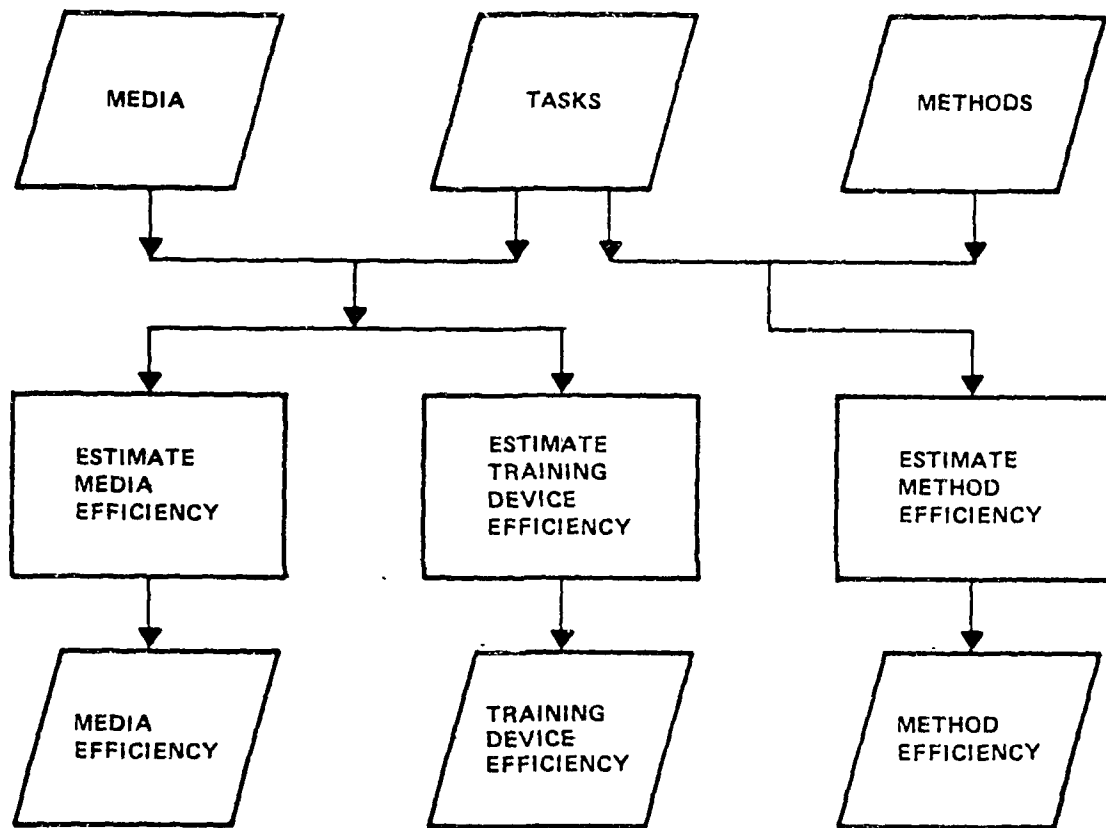 MEDIA
TASKS
METHODS
ESTIMATE
MEDIA
EFFICIENCY
ESTIMATE
TRAINING
DEVICE
EFFICIENCY
ESTIMATE
METHOD
EFFICIENCY
MEDIA
EFFICIENCY
TRAINING
DEVICE
EFFICIENCY
METHOD
EFFICIENCY